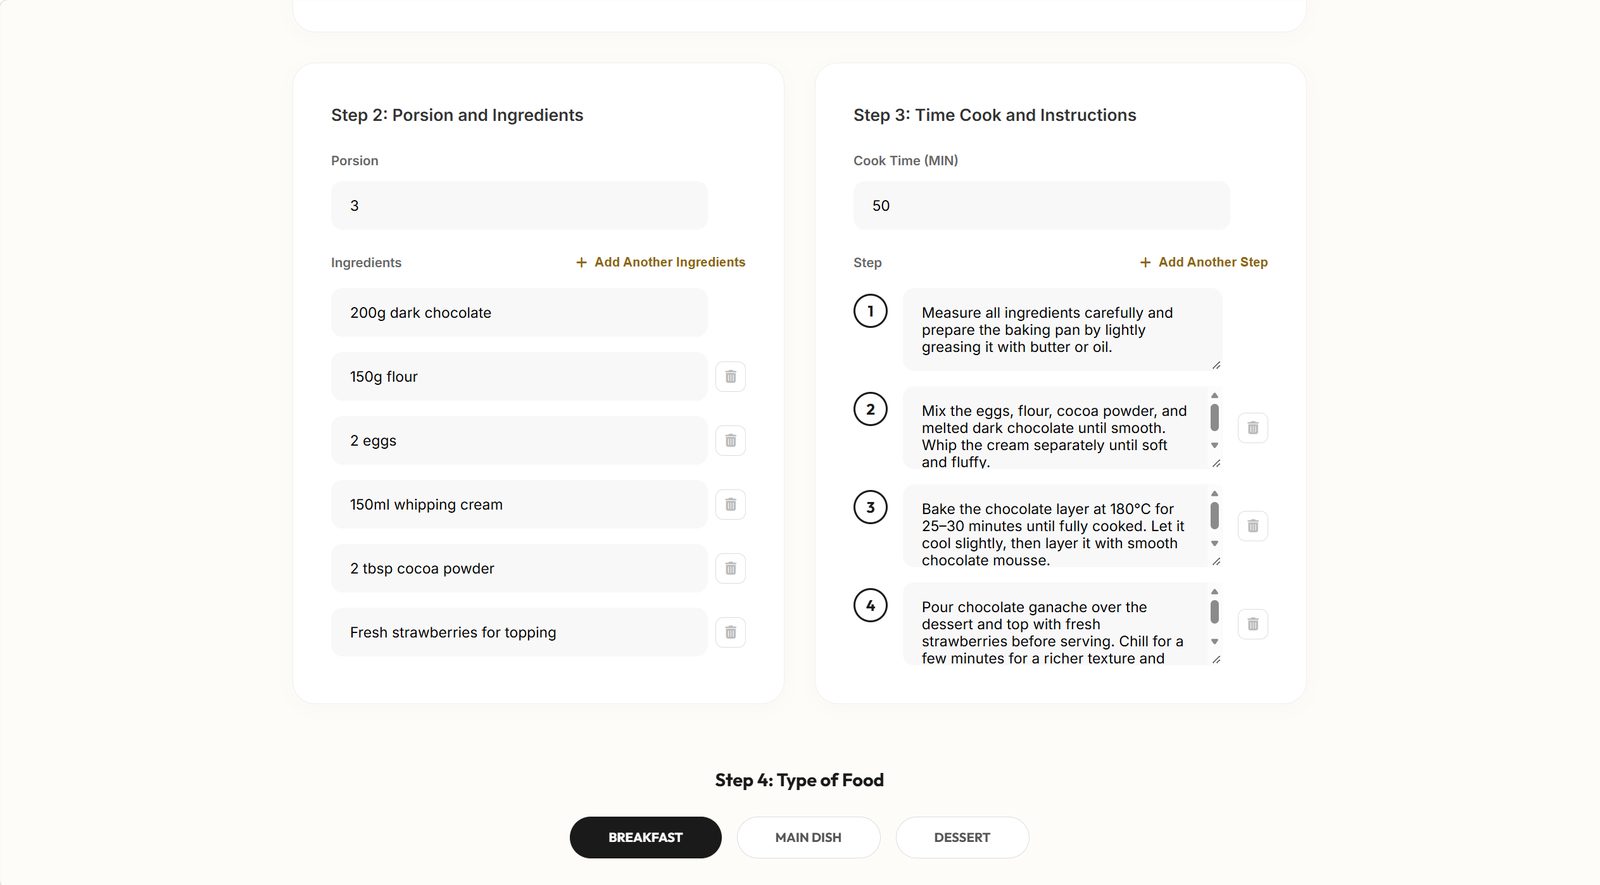 Step 2: Porsion and Ingredients
Porsion
3
Ingredients
+ Add Another Ingredients
200g dark chocolate
150g flour
2 eggs
150ml whipping cream
2 tbsp cocoa powder
Fresh strawberries for topping
Step 3: Time Cook and Instructions
Cook Time (MIN)
50
Step
+ Add Another Step
1
Measure all ingredients carefully and
prepare the baking pan by lightly
greasing it with butter or oil.
2
Mix the eggs, flour, cocoa powder, and
melted dark chocolate until smooth.
Whip the cream separately until soft
and fluffy.
3
Bake the chocolate layer at 180°C for
25–30 minutes until fully cooked. Let it
cool slightly, then layer it with smooth
chocolate mousse.
4
Pour chocolate ganache over the
dessert and top with fresh
strawberries before serving. Chill for a
few minutes for a richer texture and
Step 4: Type of Food
BREAKFAST
MAIN DISH
DESSERT